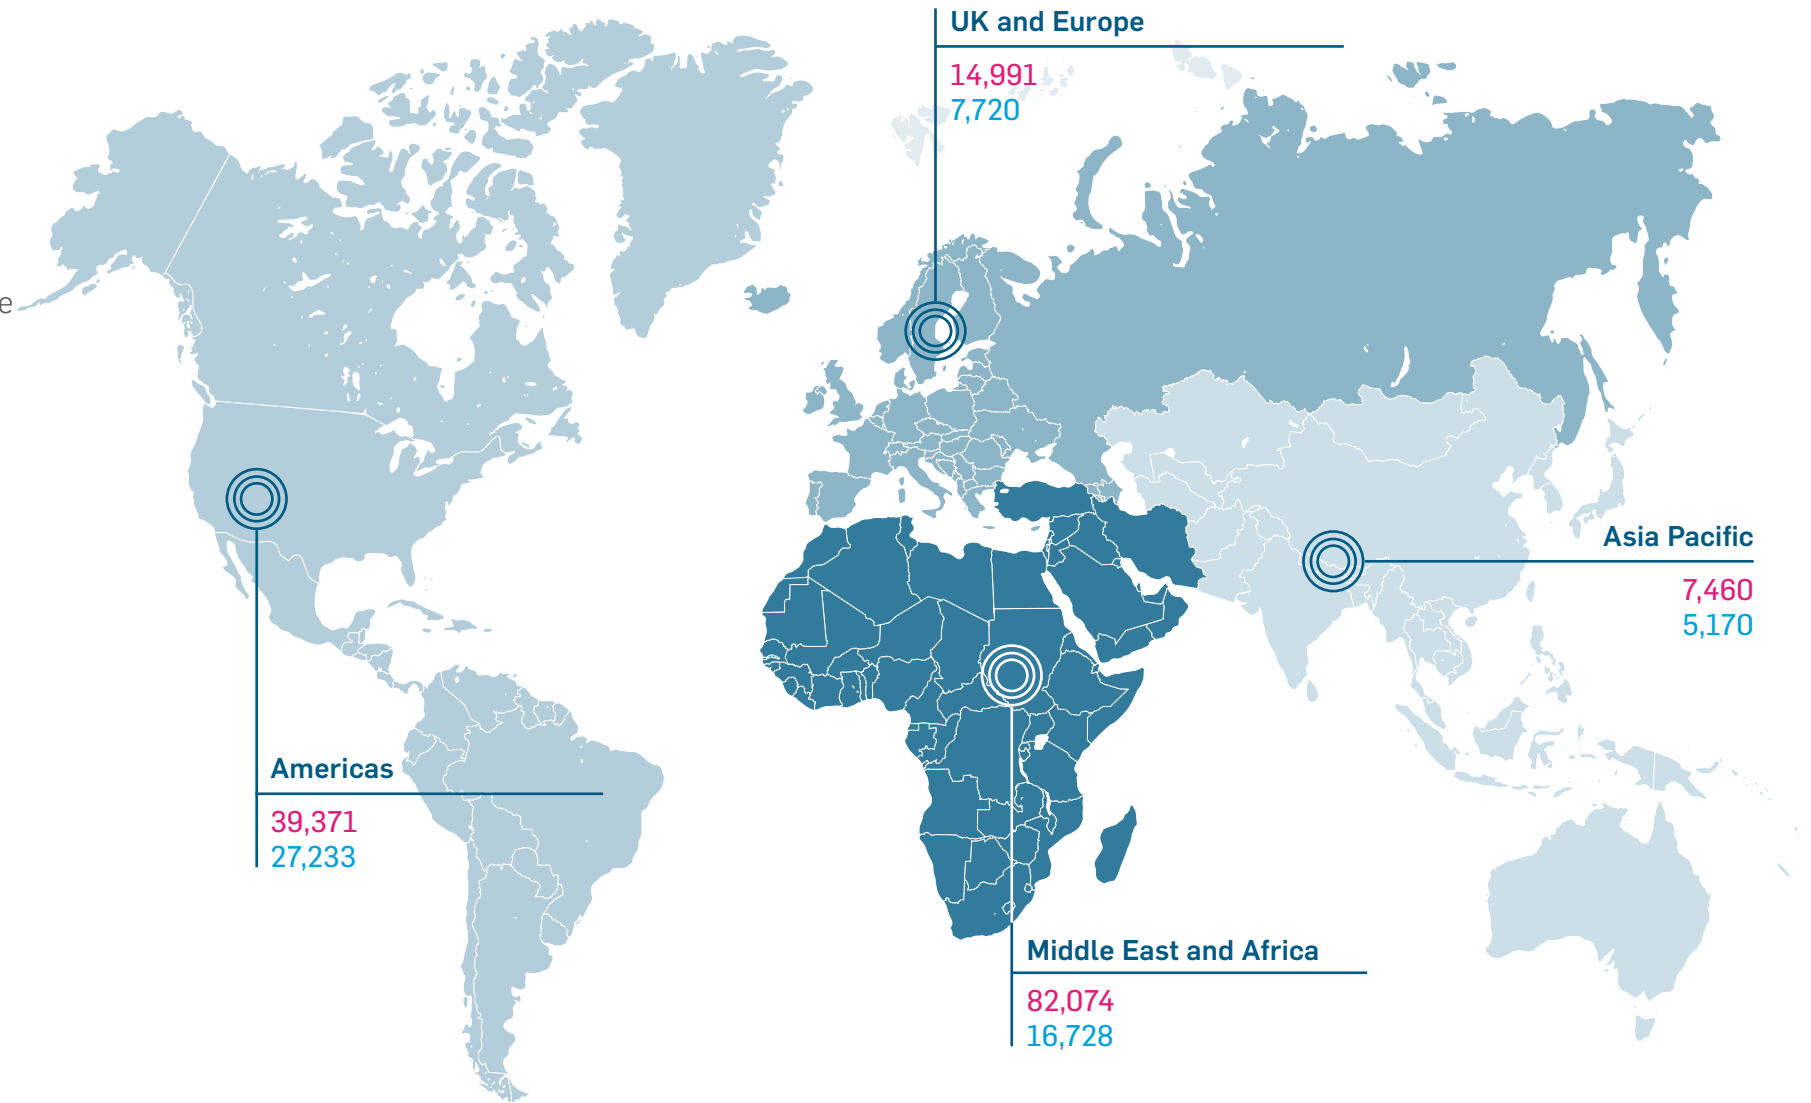 UK and Europe
14,991
7,720
e
Asia Pacific
7,460
5,170
Americas
39,371
27,233
Middle East and Africa
82,074
16,728